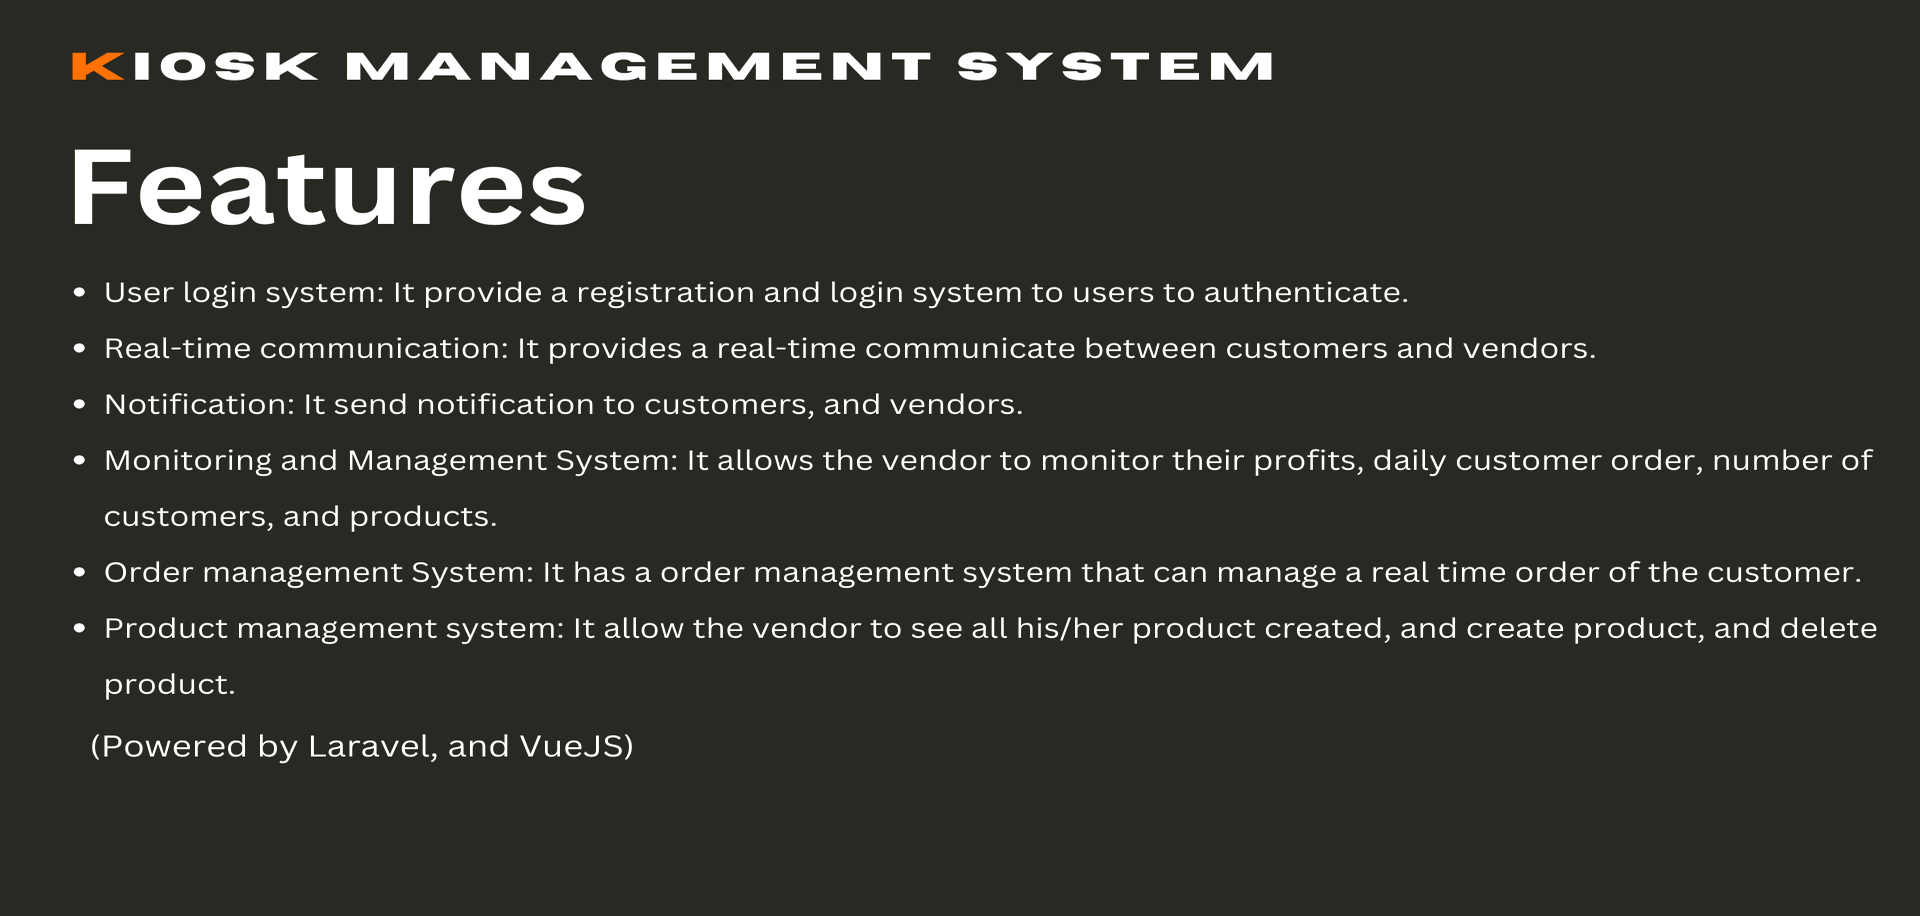 KIOSK MANAGEMENT SYSTEM
Features
• User login system: It provide a registration and login system to users to authenticate.
• Real-time communication: It provides a real-time communicate between customers and vendors.
• Notification: It send notification to customers, and vendors.
• Monitoring and Management System: It allows the vendor to monitor their profits, daily customer order, number of
customers, and products.
• Order management System: It has a order management system that can manage a real time order of the customer.
• Product management system: It allow the vendor to see all his/her product created, and create product, and delete
product.
(Powered by Laravel, and VueJS)